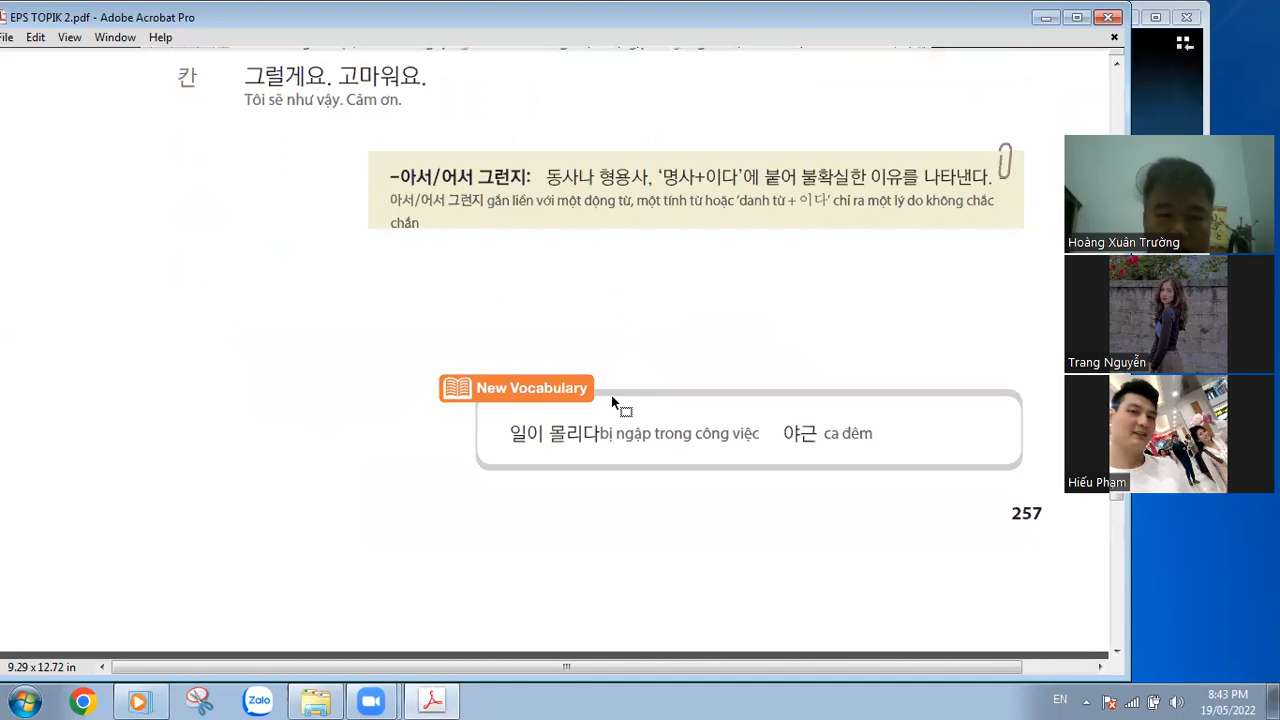 EPS TOPIK 2.pdf - Adobe Acrobat Pro
File Edit View Window Help
칸 그럴게요. 고마워요.
Tôi sẽ như vậy. Cảm ơn.
–아서/어서 그런지: 동사나 형용사, ‘명사+이다’에 붙어 불확실한 이유를 나타낸다.
아서/어서 그런지 gắn liền với một động từ, một tính từ hoặc ‘danh từ + 이다’ chỉ ra một lý do không chắc
chắn
New Vocabulary
일이 몰리다 bị ngập trong công việc 야근 ca đêm
257
Hoàng Xuân Trường
Trang Nguyễn
Hiếu Phạm
9.29 x 12.72 in
Zalo
EN
8:43 PM
19/05/2022